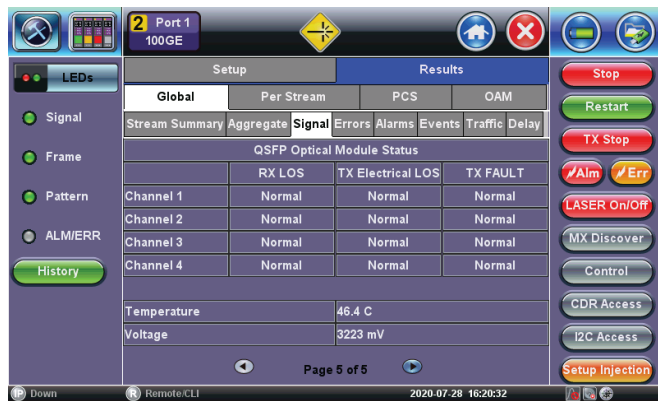 2 Port 1
100GE
LEDs
Signal
Frame
Pattern
ALM/ERR
History
Setup Results
Global Per Stream PCS OAM
Stream Summary Aggregate Signal Errors Alarms Events Traffic Delay
QSFP Optical Module Status
RX LOS TX Electrical LOS TX FAULT
Channel 1 Normal Normal Normal
Channel 2 Normal Normal Normal
Channel 3 Normal Normal Normal
Channel 4 Normal Normal Normal
Temperature 46.4 C
Voltage 3223 mV
Page 5 of 5
Stop
Restart
TX Stop
Alm Err
LASER On/Off
MX Discover
Control
CDR Access
I2C Access
Setup Injection
IP Down R Remote/CLI 2020-07-28 16:20:32